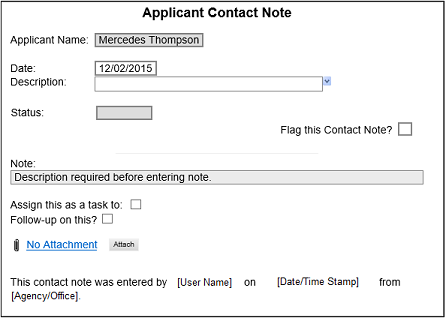 Applicant Contact Note
Applicant Name: Mercedes Thompson
Date: 12/02/2015
Description:
Status:
Flag this Contact Note?
Note:
Description required before entering note.
Assign this as a task to:
Follow-up on this?
No Attachment Attach
This contact note was entered by [User Name] on [Date/Time Stamp] from
[Agency/Office].